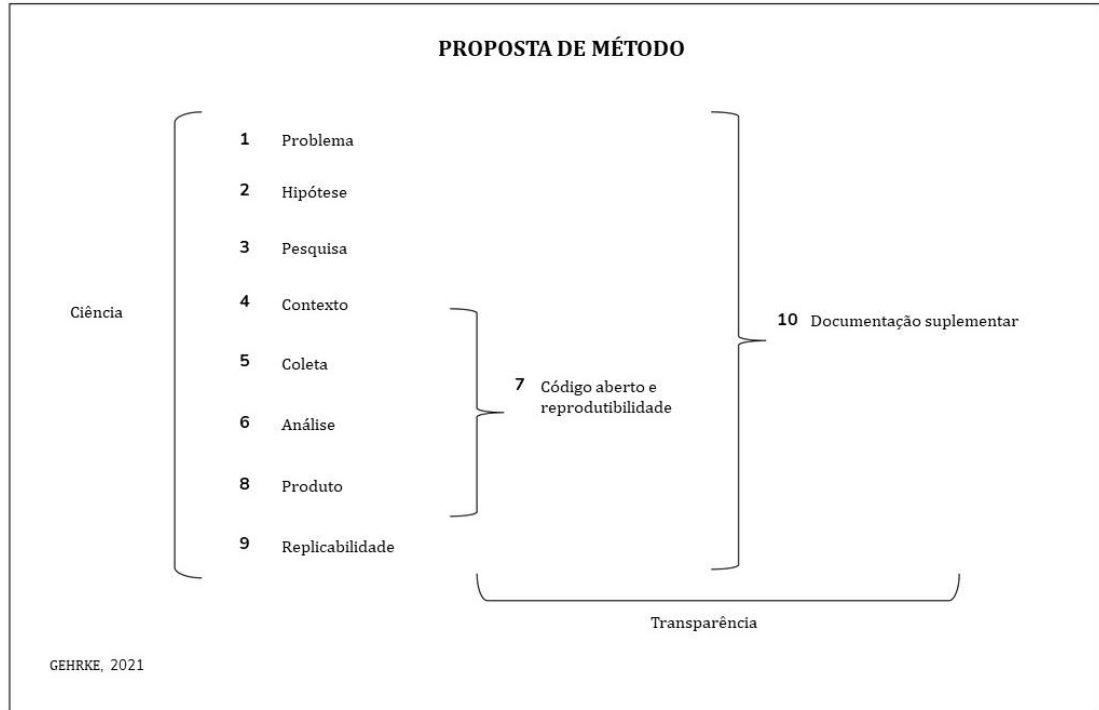 PROPOSTA DE MÉTODO
1 Problema
2 Hipótese
3 Pesquisa
4 Contexto
Ciência
10 Documentação suplementar
5 Coleta
7 Código aberto e
reprodutibilidade
6 Análise
8 Produto
9 Replicabilidade
Transparência
GEHRKE, 2021